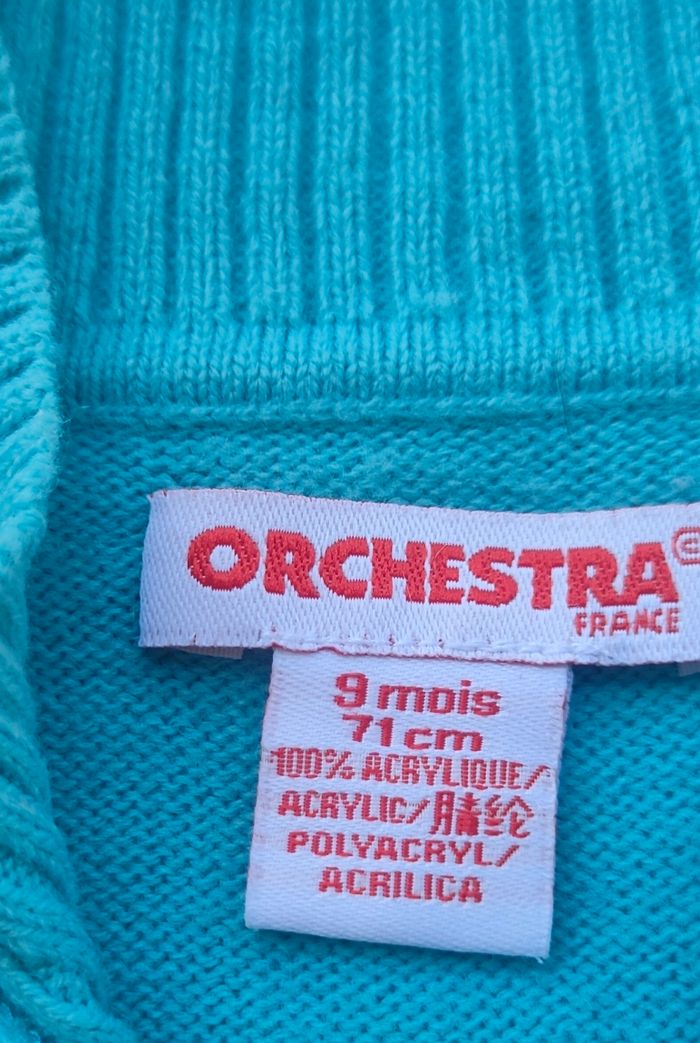 ORCHESTRA
FRANCE
9 mois
71 cm
100% ACRYLIQUE/
ACRYLIC/腈纶
POLYACRYL/
ACRILICA